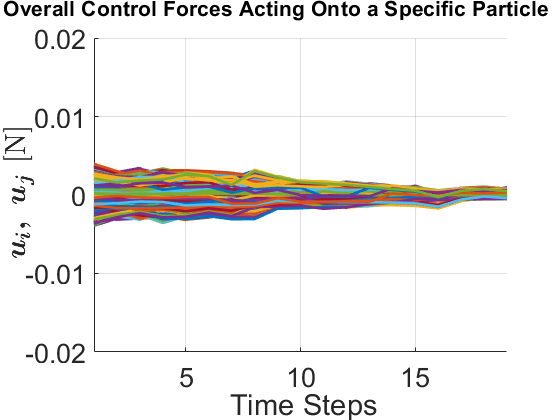 Overall Control Forces Acting Onto a Specific Particle
0.02
0.01
0
-0.01
-0.02
u_i, u_j [N]
5 10 15
Time Steps